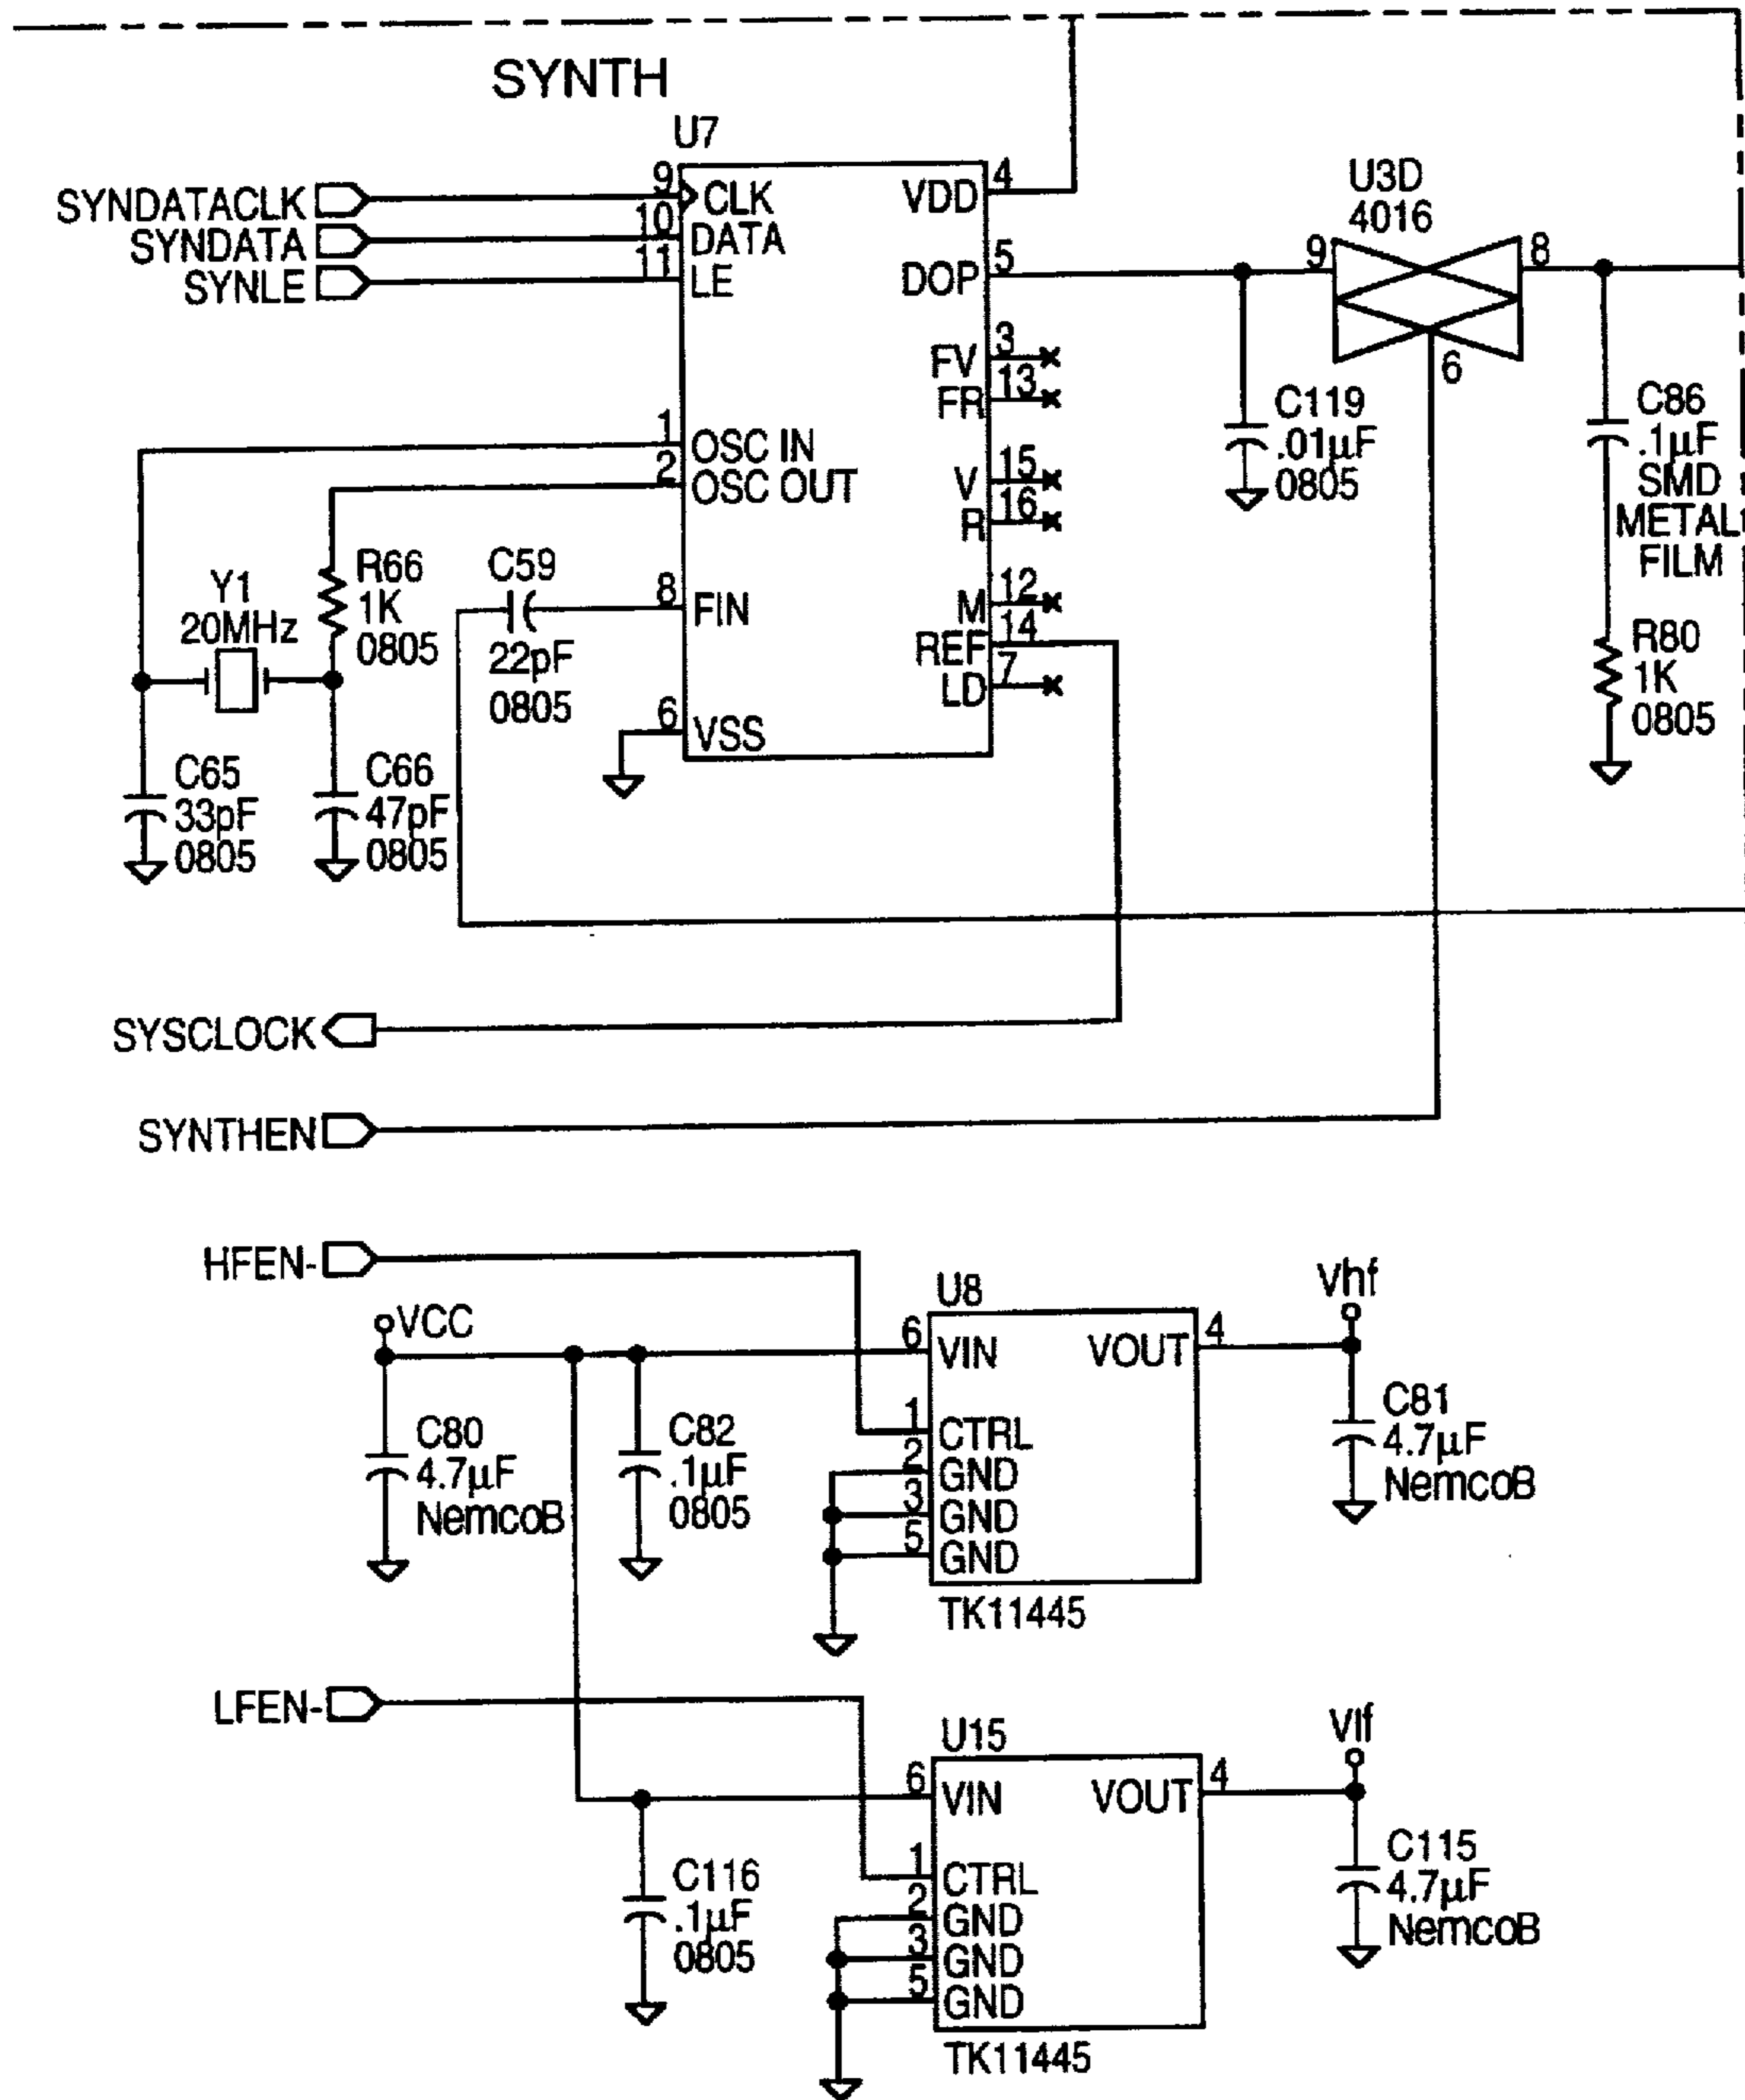 SYNTH
U7
SYNDATACLK
SYNDATA
SYNLE
9
10
11
CLK
DATA
LE
VDD
4
DOP
5
FV
3
FR
13
V
15
R
16
M
12
REF
14
LD
7
1
OSC IN
2
OSC OUT
8
FIN
6
VSS
U3D
4016
9
8
6
C119
.01µF
0805
C86
.1µF
SMD
METAL
FILM
R80
1K
0805
Y1
20MHz
R66
1K
0805
C59
22pF
0805
C65
33pF
0805
C66
47pF
0805
SYSCLOCK
SYNTHEN
HFEN-
VCC
U8
6
VIN
VOUT
4
1
CTRL
2
GND
3
GND
5
GND
TK11445
Vhf
C80
4.7µF
NemcoB
C82
.1µF
0805
C81
4.7µF
NemcoB
LFEN-
U15
6
VIN
VOUT
4
1
CTRL
2
GND
3
GND
5
GND
TK11445
Vlf
C116
.1µF
0805
C115
4.7µF
NemcoB